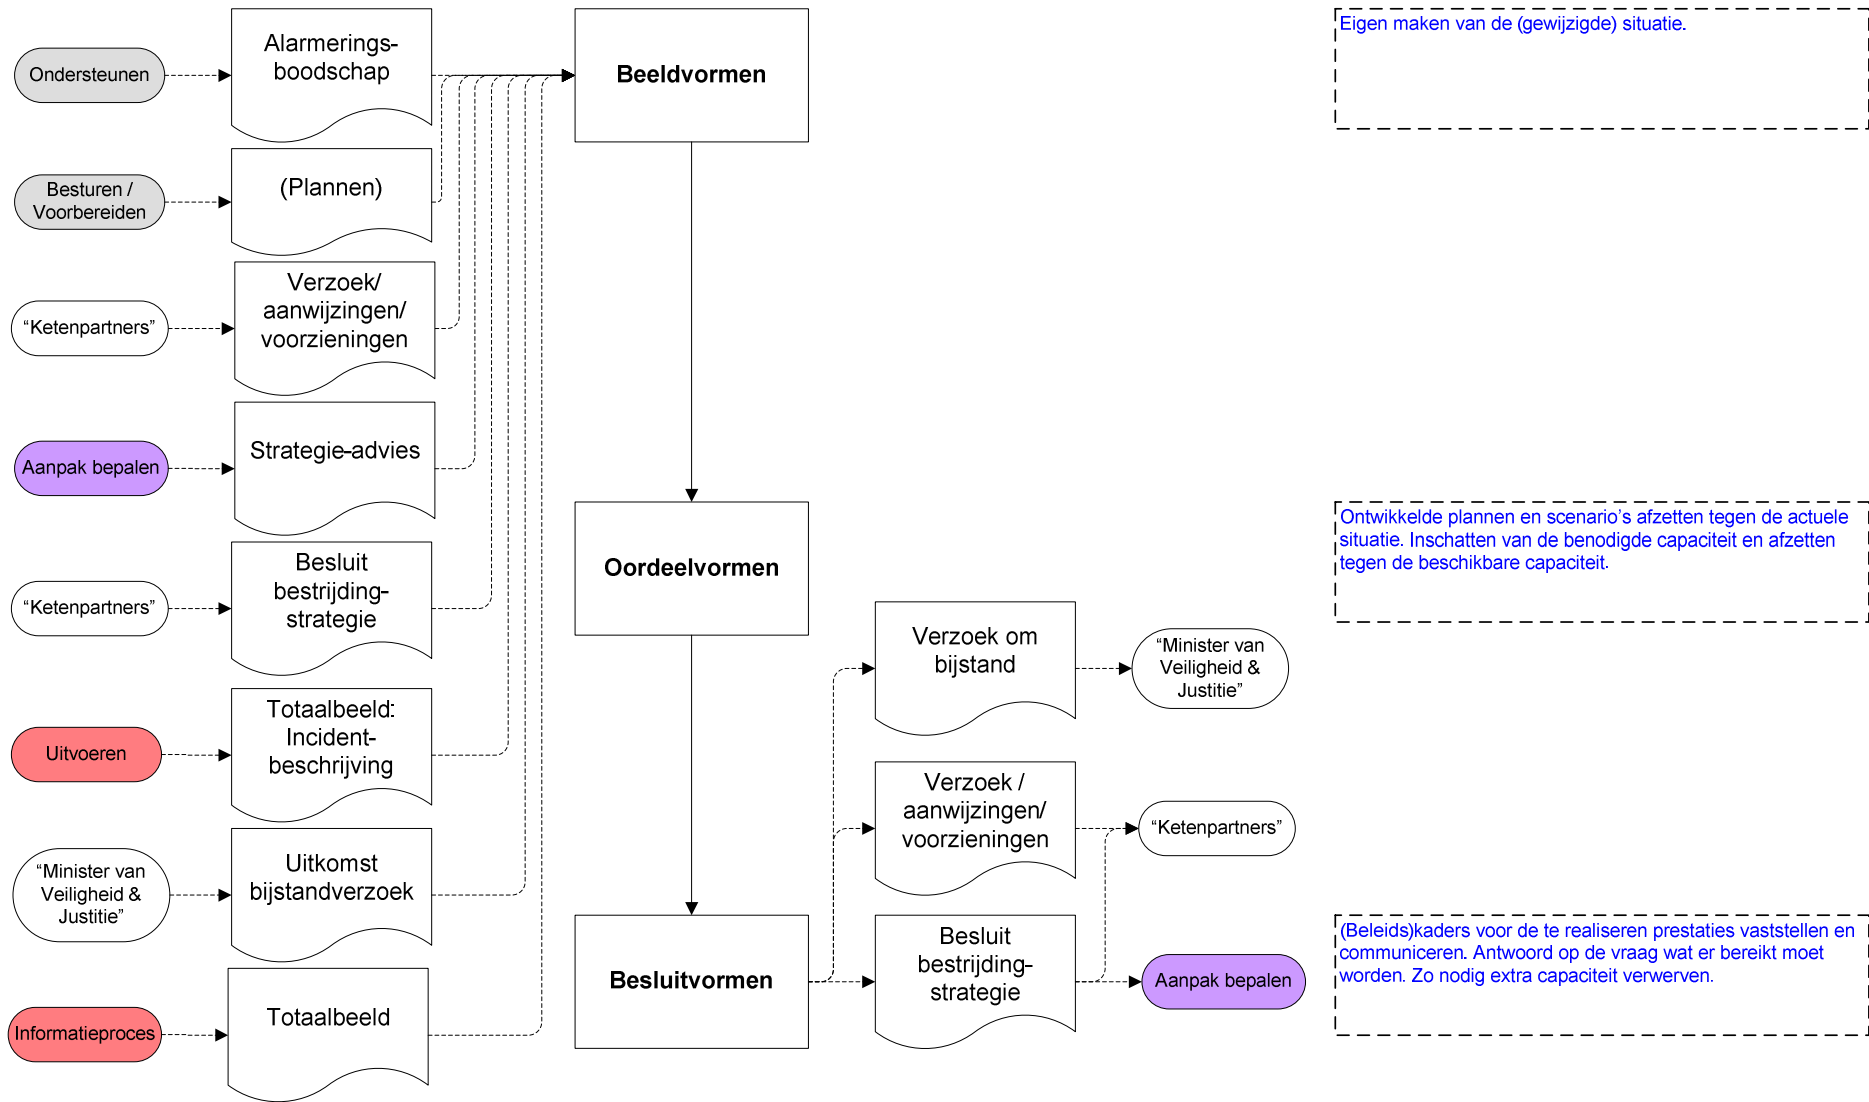 Ondersteunen
Alarmerings-
boodschap
Beeldvormen
Eigen maken van de (gewijzigde) situatie.
Besturen /
Voorbereiden
(Plannen)
“Ketenpartners”
Verzoek/
aanwijzingen/
voorzieningen
Aanpak bepalen
Strategie-advies
“Ketenpartners”
Besluit
bestrijding-
strategie
Oordeelvormen
Ontwikkelde plannen en scenario’s afzetten tegen de actuele
situatie. Inschatten van de benodigde capaciteit en afzetten
tegen de beschikbare capaciteit.
Uitvoeren
Totaalbeeld:
Incident-
beschrijving
Verzoek om
bijstand
“Minister van
Veiligheid &
Justitie”
“Minister van
Veiligheid &
Justitie”
Uitkomst
bijstandverzoek
Verzoek /
aanwijzingen/
voorzieningen
“Ketenpartners”
Informatieproces
Totaalbeeld
Besluitvormen
Besluit
bestrijding-
strategie
Aanpak bepalen
(Beleids)kaders voor de te realiseren prestaties vaststellen en
communiceren. Antwoord op de vraag wat er bereikt moet
worden. Zo nodig extra capaciteit verwerven.